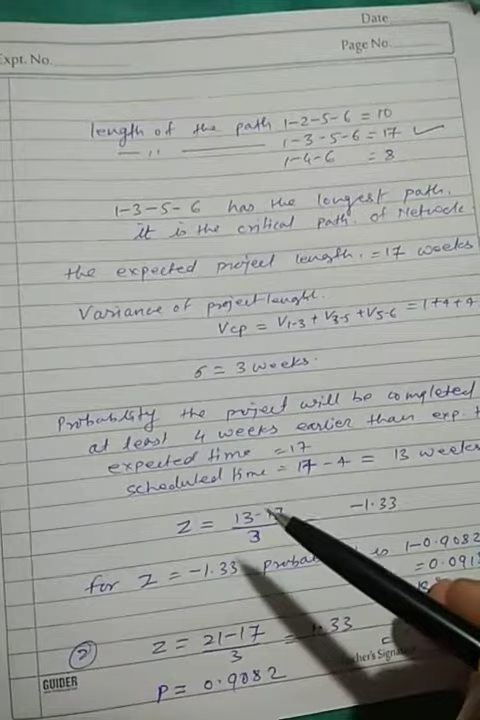 Date
Expt. No.
Page No.
length of the path 1-2-5-6 = 10
— ,, — 1-3-5-6 = 17 ✓
1-4-6 = 8
1-3-5-6 has the longest path.
it is the critical path. of Network
the expected project length. = 17 weeks
Variance of project lenght.
Vcp = V1-3 + V3-5 + V5-6 = 1+4+4
σ = 3 weeks.
Probability the project will be completed
at least 4 weeks earlier than exp. t
expected time = 17
scheduled time = 17 - 4 = 13 weeks
Z = 13-17 / 3 -1.33
for Z = -1.33 is 1-0.9082
= 0.091
② Z = 21-17 / 3 = 1.33
P = 0.9082
GUIDER